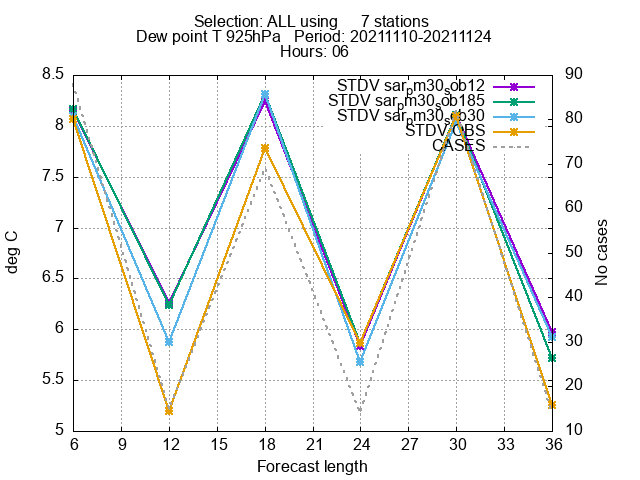 Selection: ALL using 7 stations
Dew point T 925hPa Period: 20211110-20211124
Hours: 06
8.5
8
7.5
7
6.5
6
5.5
5
90
80
70
60
50
40
30
20
10
deg C
No cases
STDV sar_pm30_sob12
STDV sar_pm30_sob185
STDV sar_pm30_sob30
STDV OBS
CASES
6 9 12 15 18 21 24 27 30 33 36
Forecast length